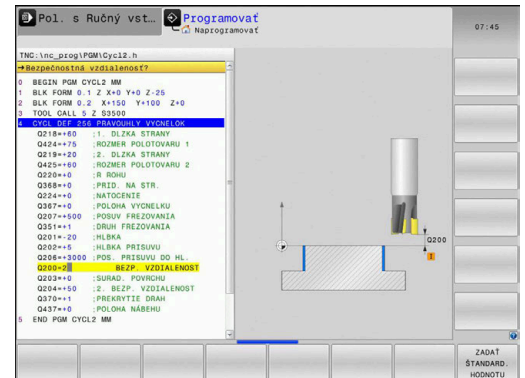 Pol. s Ručný vst…
Programovať
Naprogramovať
07:45
TNC:\nc_prog\PGM\Cycl2.h
→Bezpečnostná vzdialenosť?
0 BEGIN PGM CYCL2 MM
1 BLK FORM 0.1 Z X+0 Y+0 Z-25
2 BLK FORM 0.2 X+150 Y+100 Z+0
3 TOOL CALL 5 Z S3500
4 CYCL DEF 256 PRAVOUHLY VYCNELOK
Q218=+60 ;1. DLZKA STRANY
Q424=+75 ;ROZMER POLOTOVARU 1
Q219=+20 ;2. DLZKA STRANY
Q425=+60 ;ROZMER POLOTOVARU 2
Q220=+0 ;R ROHU
Q368=+0 ;PRID. NA STR.
Q224=+0 ;NATOCENIE
Q367=+0 ;POLOHA VYCNELKU
Q207=+500 ;POSUV FREZOVANIA
Q351=+1 ;DRUH FREZOVANIA
Q201=-20 ;HLBKA
Q202=+5 ;HLBKA PRISUVU
Q206=+3000 ;POS. PRISUVU DO HL.
Q200=2 BEZP. VZDIALENOST
Q203=+0 ;SURAD. POVRCHU
Q204=+50 ;2. BEZP. VZDIALENOST
Q370=+1 ;PREKRYTIE DRAH
Q437=+0 ;POLOHA NÁBEHU
5 END PGM CYCL2 MM
Q200
I
ZADAŤ
ŠTANDARD.
HODNOTU